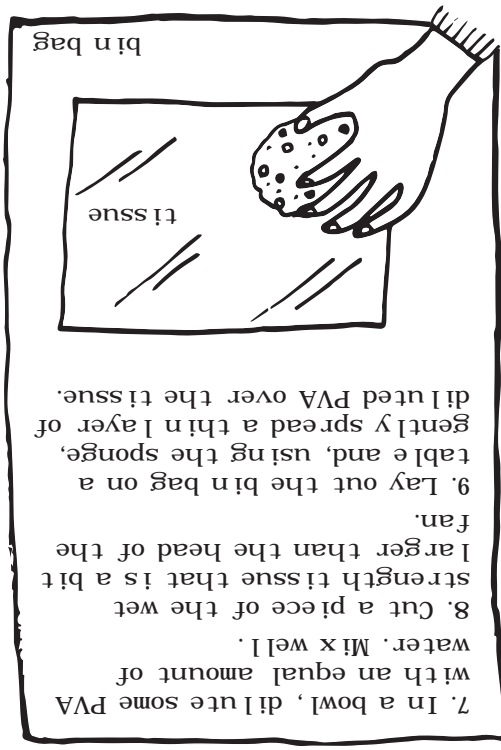 7. In a bowl, dilute some PVA
with an equal amount of
water. Mix well.
8. Cut a piece of the wet
strength tissue that is a bit
larger than the head of the
fan.
9. Lay out the bin bag on a
table and, using the sponge,
gently spread a thin layer of
diluted PVA over the tissue.
tissue
bin bag